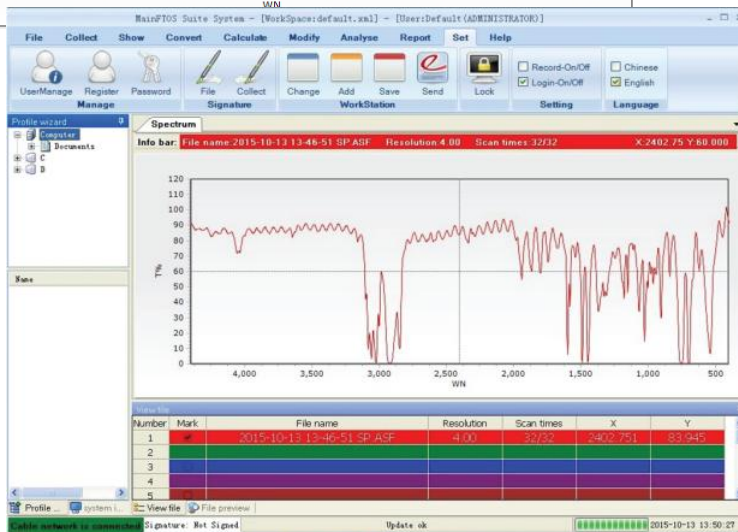 WN
MainFTOS Suite System - [WorkSpace:default.xml] - [User:Default(ADMINISTRATOR)]
File Collect Show Convert Calculate Modify Analyse Report Set Help
UserManage Register Password File Collect Change Add Save Send Lock
Record-On/Off
Login-On/Off
Chinese
English
Manage Signature WorkStation Setting Language
Profile wizard
Computer
Documents
C
D
Name
Spectrum
Info bar: File name:2015-10-13 13-46-51 SP.ASF Resolution:4.00 Scan times:32/32 X:2402.75 Y:60.000
120
110
100
90
80
70
60
50
40
30
20
10
0
T%
4,000 3,500 3,000 2,500 2,000 1,500 1,000 500
WN
View file
Number Mark File name Resolution Scan times X Y
1 2015-10-13 13-46-51 SP.ASF 4.00 32/32 2402.751 83.945
2
3
4
5
Profile ... system i... View file File preview
Cable network is connected Signature: Not Signed Update ok 2015-10-13 13:50:27